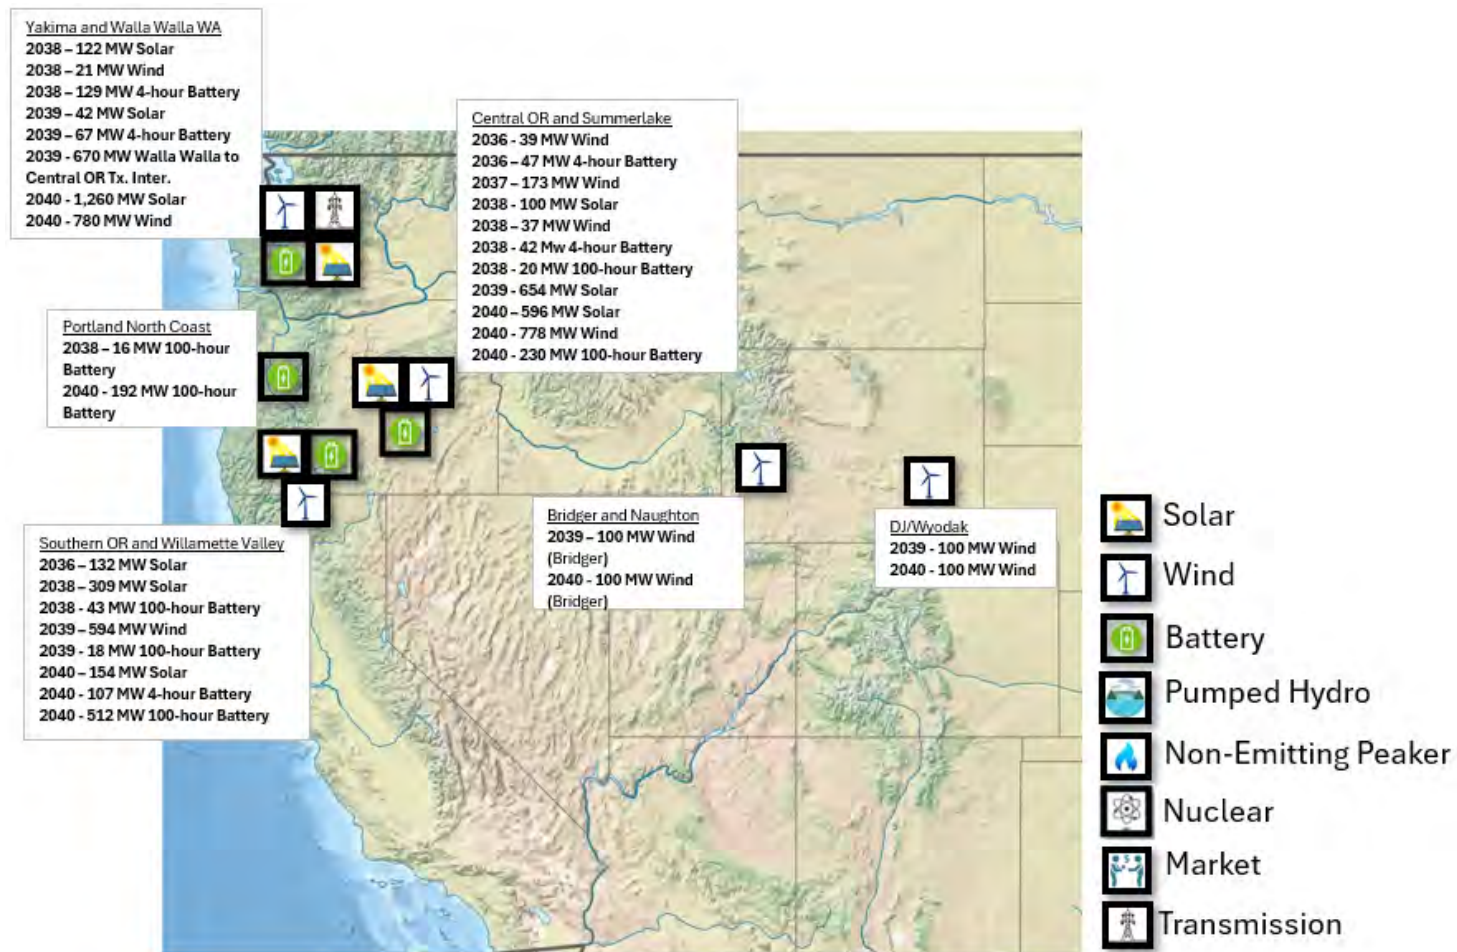 Yakima and Walla Walla WA
2038 – 122 MW Solar
2038 – 21 MW Wind
2038 – 129 MW 4-hour Battery
2039 – 42 MW Solar
2039 – 67 MW 4-hour Battery
2039 - 670 MW Walla Walla to
Central OR Tx. Inter.
2040 - 1,260 MW Solar
2040 - 780 MW Wind
Central OR and Summerlake
2036 - 39 MW Wind
2036 – 47 MW 4-hour Battery
2037 – 173 MW Wind
2038 - 100 MW Solar
2038 – 37 MW Wind
2038 - 42 Mw 4-hour Battery
2038 - 20 MW 100-hour Battery
2039 - 654 MW Solar
2040 – 596 MW Solar
2040 - 778 MW Wind
2040 - 230 MW 100-hour Battery
Portland North Coast
2038 – 16 MW 100-hour
Battery
2040 - 192 MW 100-hour
Battery
Southern OR and Willamette Valley
2036 – 132 MW Solar
2038 – 309 MW Solar
2038 - 43 MW 100-hour Battery
2039 – 594 MW Wind
2039 - 18 MW 100-hour Battery
2040 – 154 MW Solar
2040 - 107 MW 4-hour Battery
2040 - 512 MW 100-hour Battery
Bridger and Naughton
2039 – 100 MW Wind
(Bridger)
2040 - 100 MW Wind
(Bridger)
DJ/Wyodak
2039 - 100 MW Wind
2040 - 100 MW Wind
Solar
Wind
Battery
Pumped Hydro
Non-Emitting Peaker
Nuclear
Market
Transmission